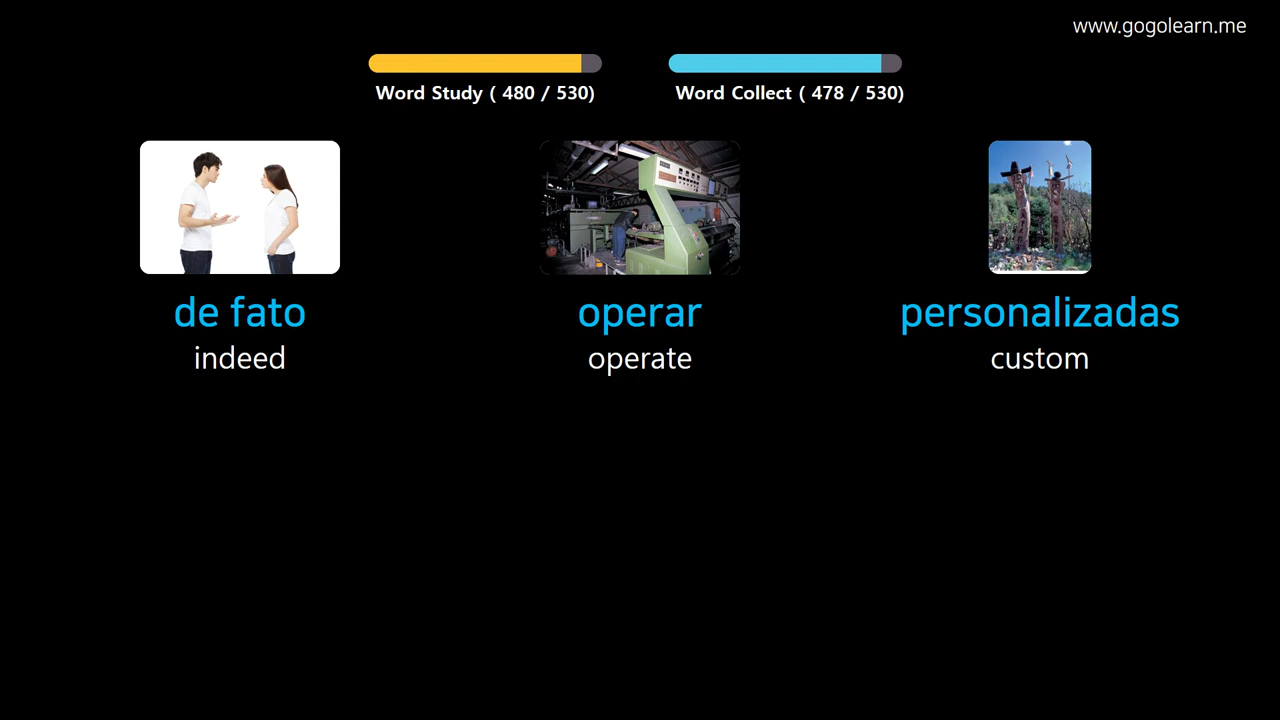 www.gogolearn.me
Word Study ( 480 / 530)
Word Collect ( 478 / 530)
de fato
indeed
operar
operate
personalizadas
custom